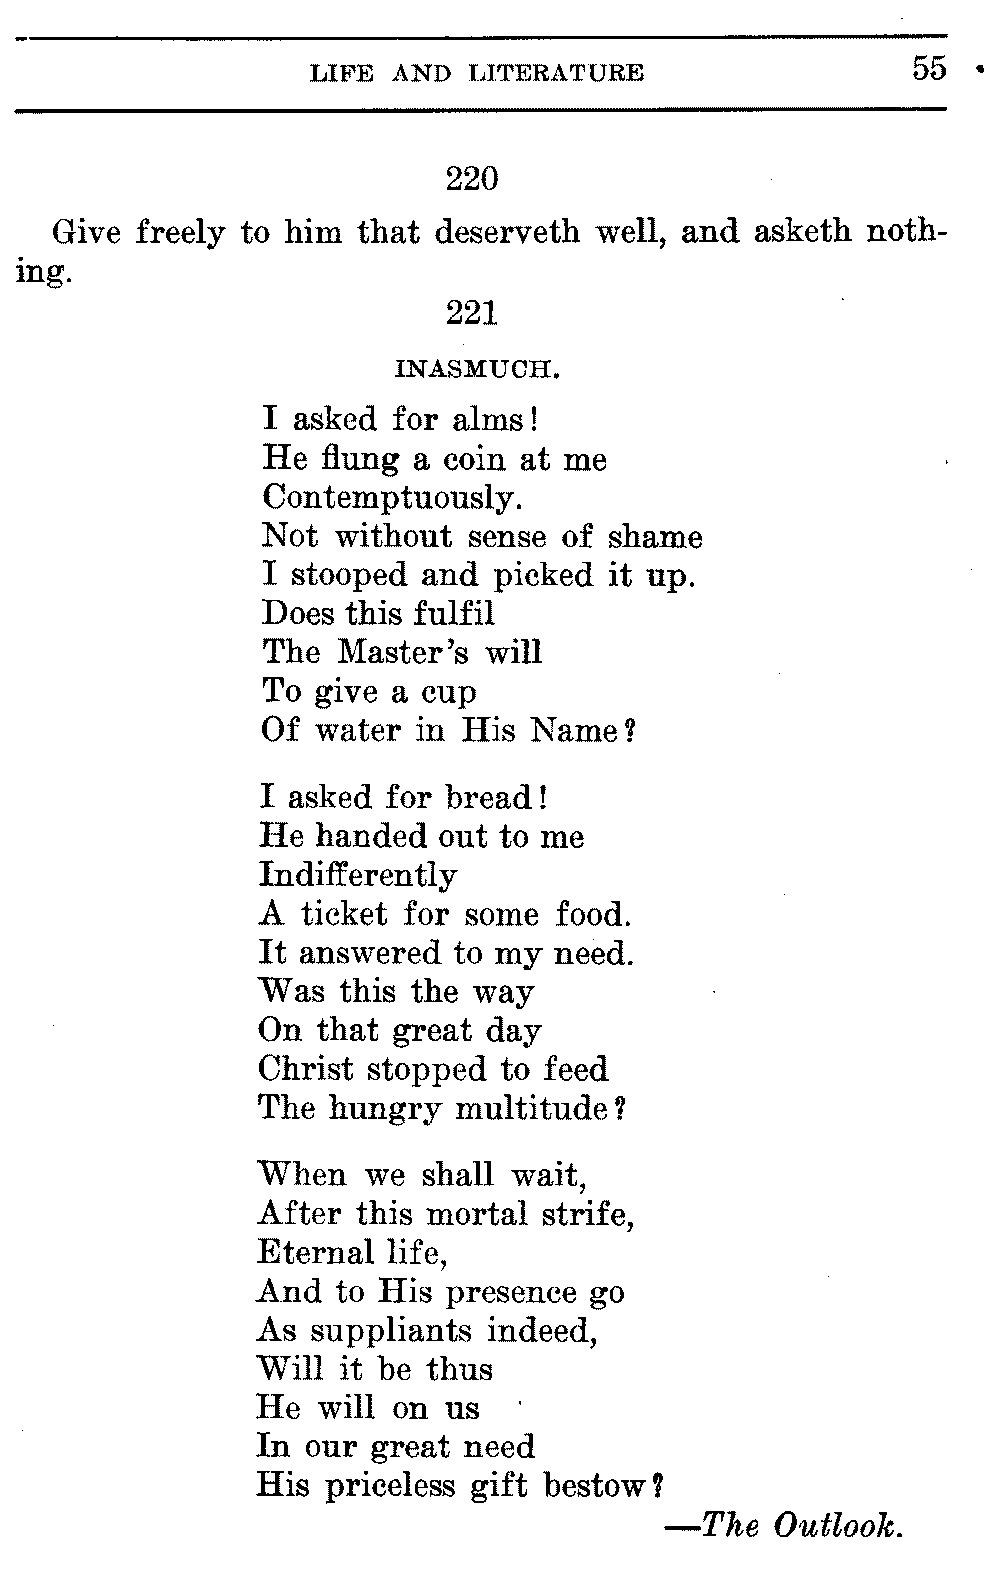 LIFE AND LITERATURE 55
220
Give freely to him that deserveth well, and asketh noth-
ing.
221
INASMUCH.
I asked for alms!
He flung a coin at me
Contemptuously.
Not without sense of shame
I stooped and picked it up.
Does this fulfil
The Master's will
To give a cup
Of water in His Name?
I asked for bread!
He handed out to me
Indifferently
A ticket for some food.
It answered to my need.
Was this the way
On that great day
Christ stopped to feed
The hungry multitude?
When we shall wait,
After this mortal strife,
Eternal life,
And to His presence go
As suppliants indeed,
Will it be thus
He will on us
In our great need
His priceless gift bestow?
—The Outlook.